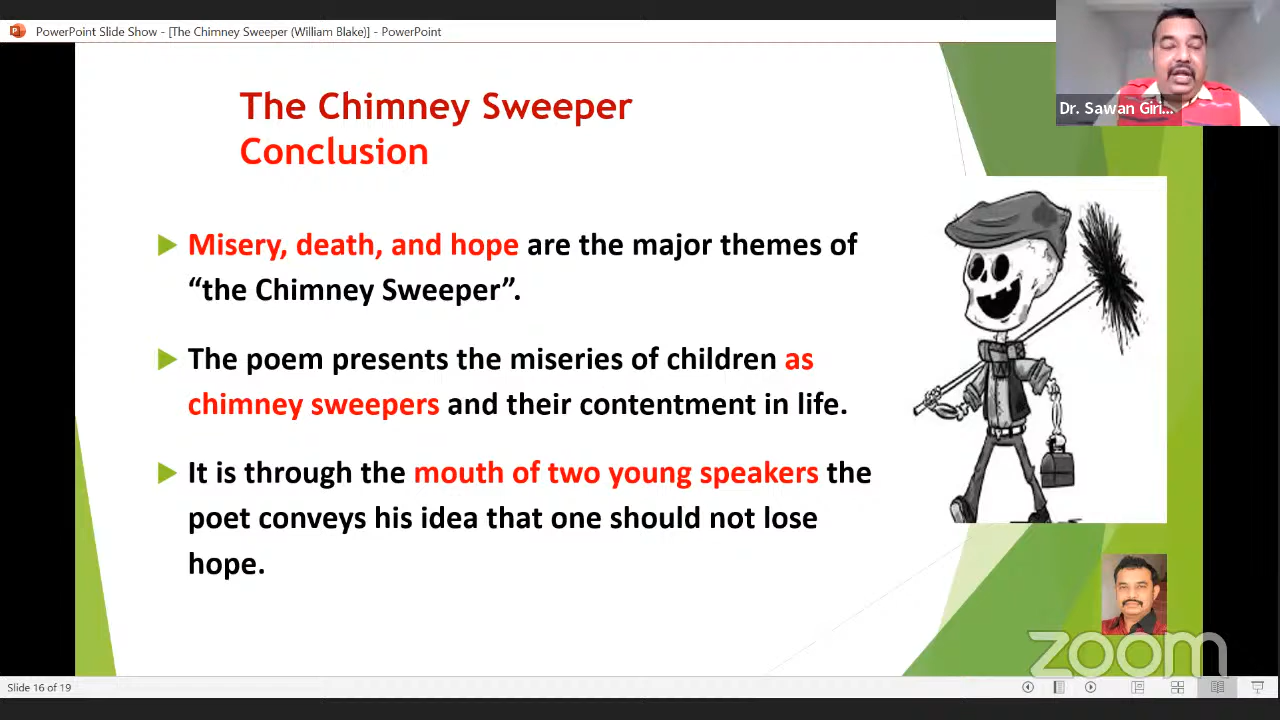 PowerPoint Slide Show - [The Chimney Sweeper (William Blake)] - PowerPoint
Dr. Sawan Giri...
The Chimney Sweeper
Conclusion
Misery, death, and hope are the major themes of
“the Chimney Sweeper”.
The poem presents the miseries of children as
chimney sweepers and their contentment in life.
It is through the mouth of two young speakers the
poet conveys his idea that one should not lose
hope.
zoom
Slide 16 of 19